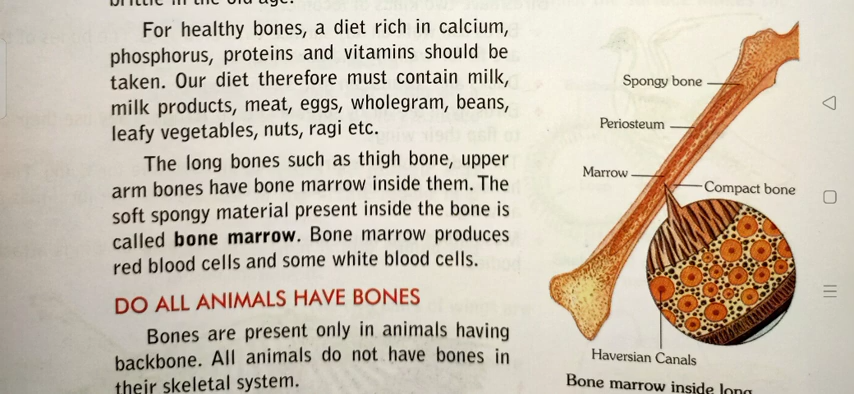 For healthy bones, a diet rich in calcium,
phosphorus, proteins and vitamins should be
taken. Our diet therefore must contain milk,
milk products, meat, eggs, wholegram, beans,
leafy vegetables, nuts, ragi etc.
The long bones such as thigh bone, upper
arm bones have bone marrow inside them. The
soft spongy material present inside the bone is
called bone marrow. Bone marrow produces
red blood cells and some white blood cells.
DO ALL ANIMALS HAVE BONES
Bones are present only in animals having
backbone. All animals do not have bones in
their skeletal system.
Spongy bone
Periosteum
Marrow
Compact bone
Haversian Canals
Bone marrow inside long